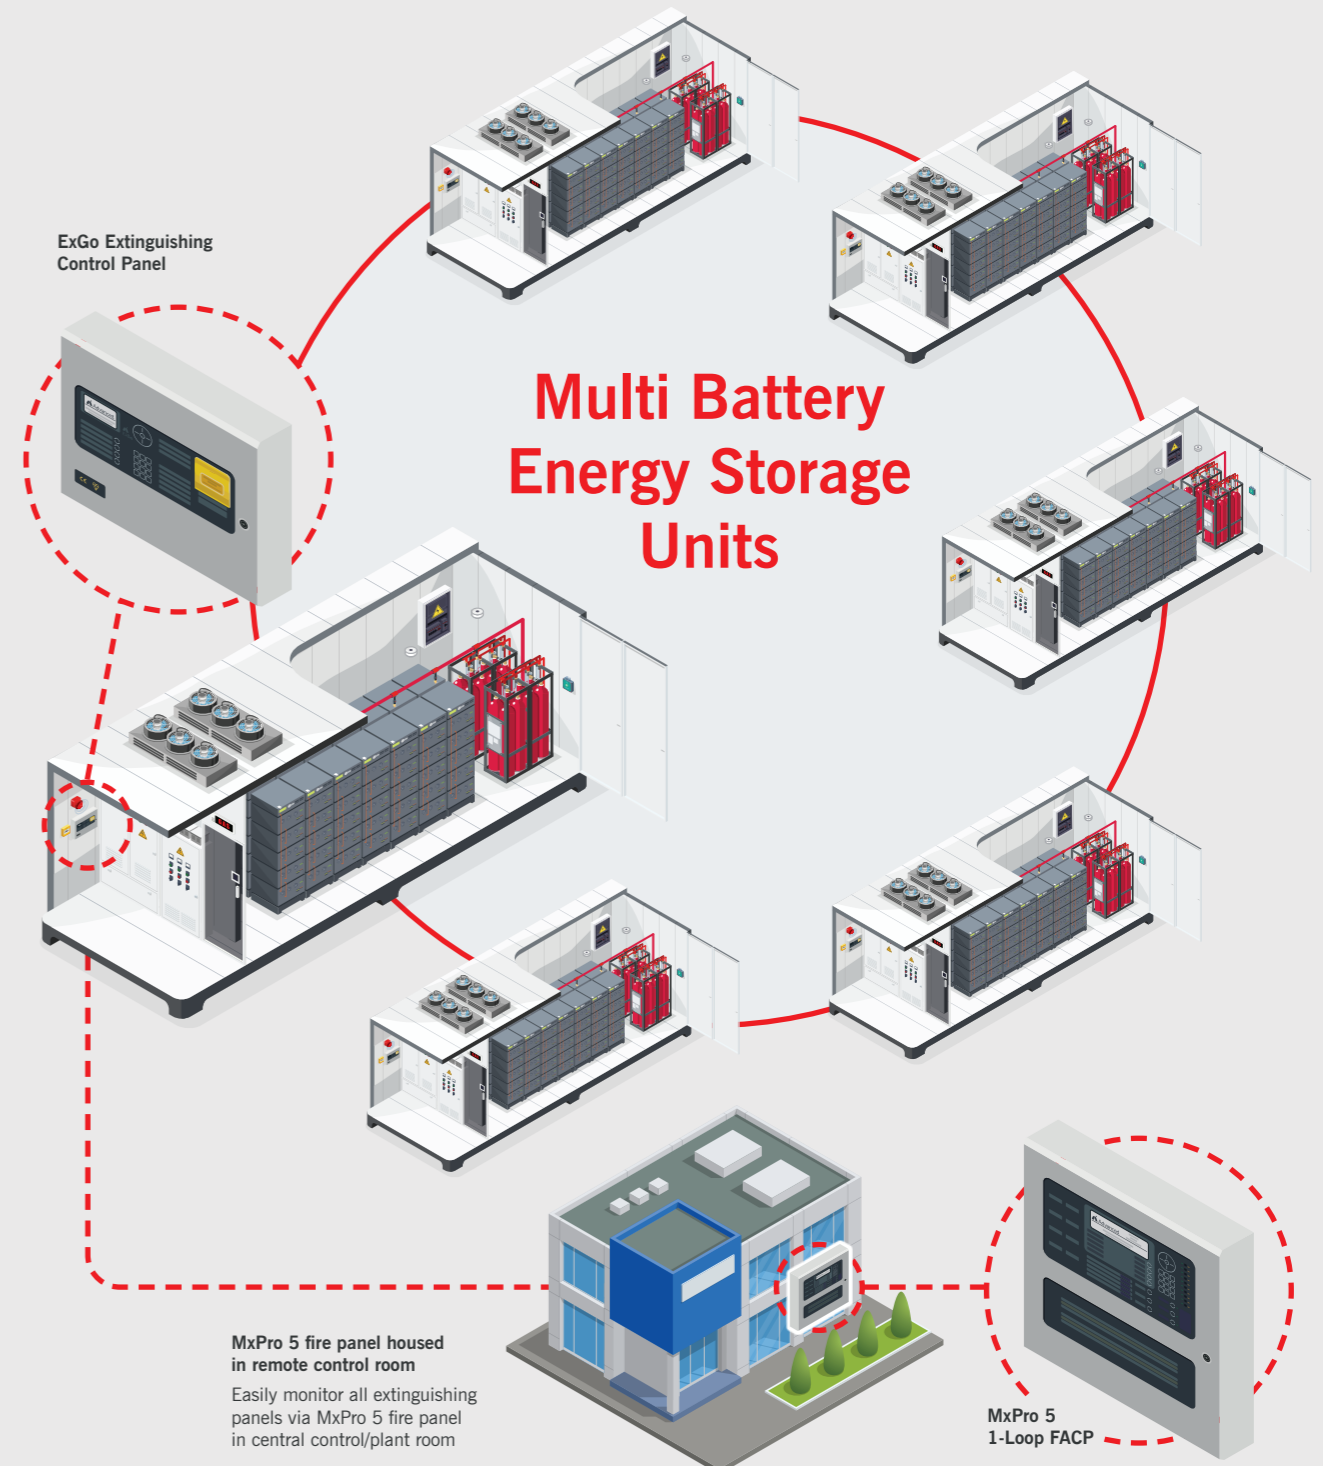 ExGo Extinguishing
Control Panel
Advanced
Multi Battery
Energy Storage
Units
MxPro 5 fire panel housed
in remote control room
Easily monitor all extinguishing
panels via MxPro 5 fire panel
in central control/plant room
Advanced
MxPro 5
1-Loop FACP